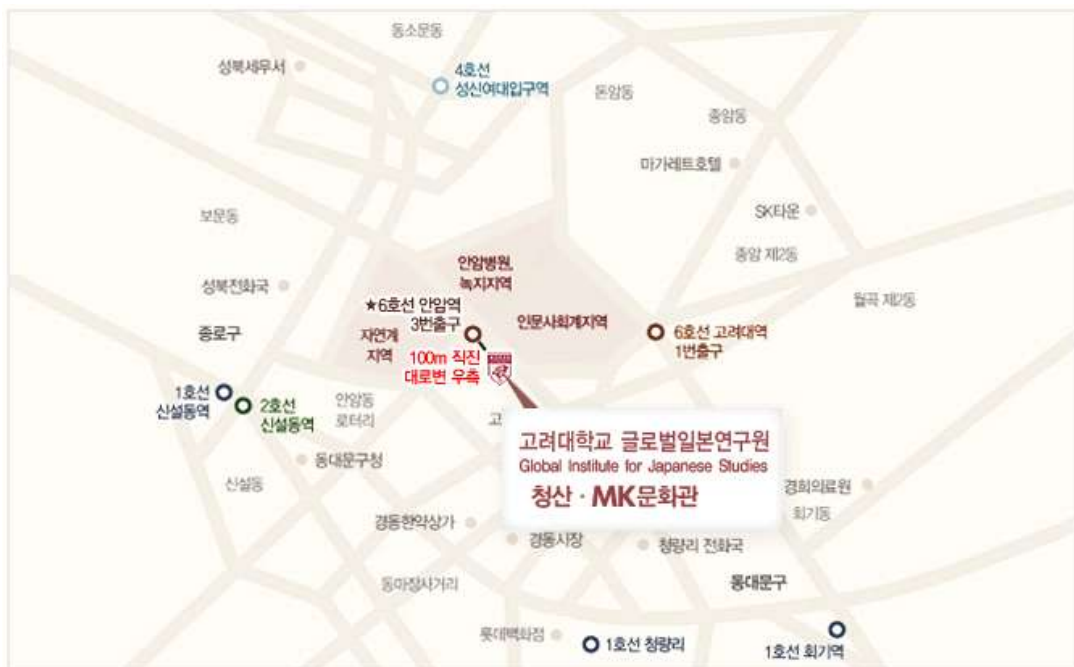 동소문동
성북세무서
4호선
성신여대입구역
돈암동
종암동
마가레트호텔
SK타운
보문동
종암 제2동
안암병원,
녹지지역
성북전화국
월곡 제2동
★6호선 안암역
3번출구
인문사회계지역
종로구
자연계
지역
6호선 고려대역
1번출구
100m 직진
대로변 우측
1호선
신설동역
2호선
신설동역
안암동
로터리
고
고려대학교 글로벌일본연구원
Global Institute for Japanese Studies
청산 · MK문화관
동대문구청
신설동
경희의료원
회기동
경동한약상가
경동시장
청량리 전화국
동마장사거리
동대문구
롯데백화점
1호선 청량리
1호선 회기역